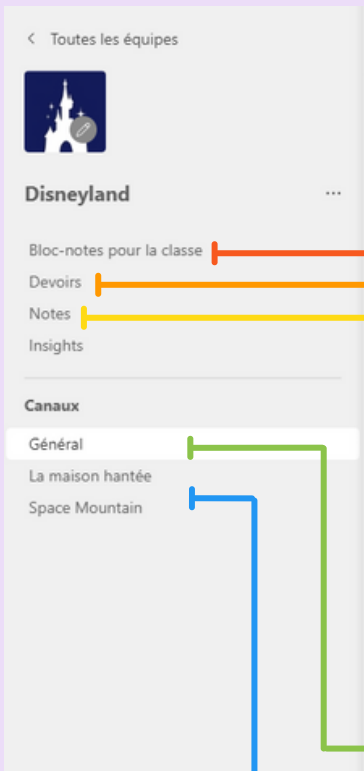 < Toutes les équipes
Disneyland ...
Bloc-notes pour la classe
Devoirs
Notes
Insights
Canaux
Général
La maison hantée
Space Mountain